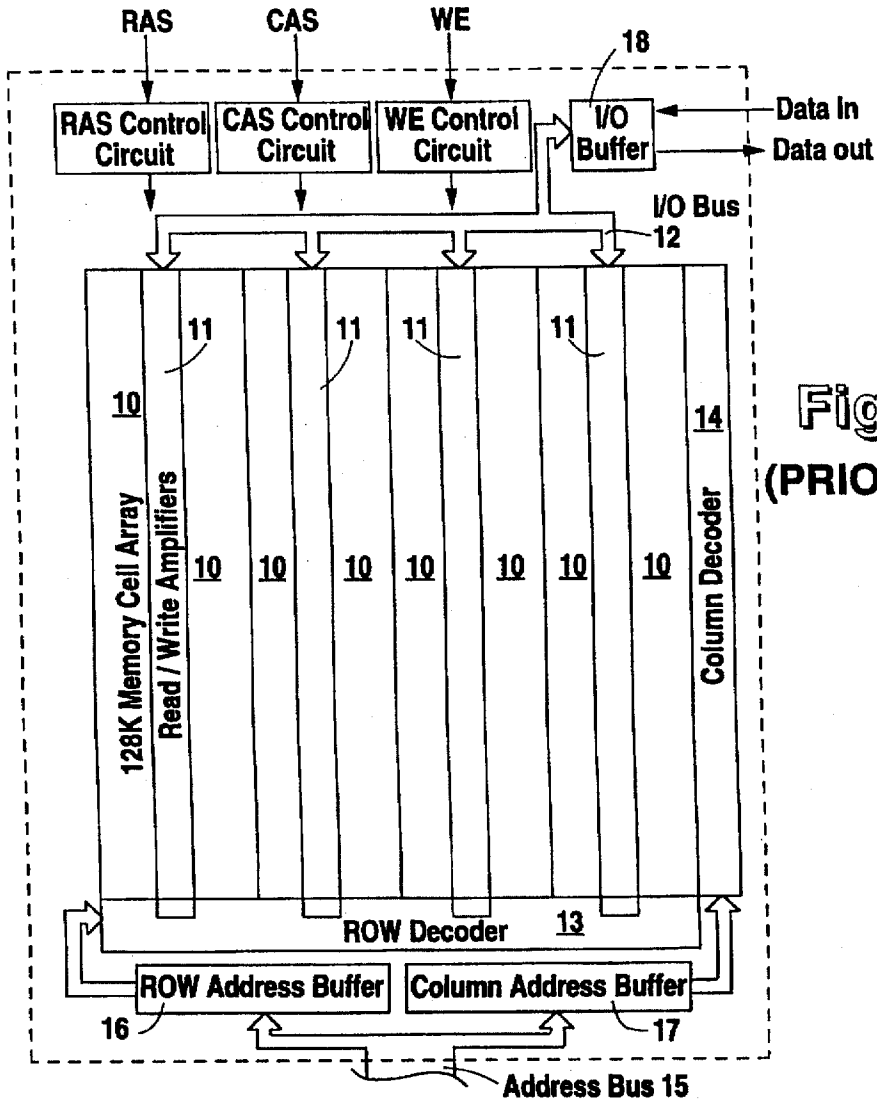 RAS
CAS
WE
18
RAS Control
Circuit
CAS Control
Circuit
WE Control
Circuit
I/O
Buffer
Data in
Data out
I/O Bus
12
11
11
11
11
10
14
Fig
(PRIO
128K Memory Cell Array
Read / Write Amplifiers
10
10
10
10
10
10
10
Column Decoder
ROW Decoder
13
ROW Address Buffer
Column Address Buffer
16
17
Address Bus 15